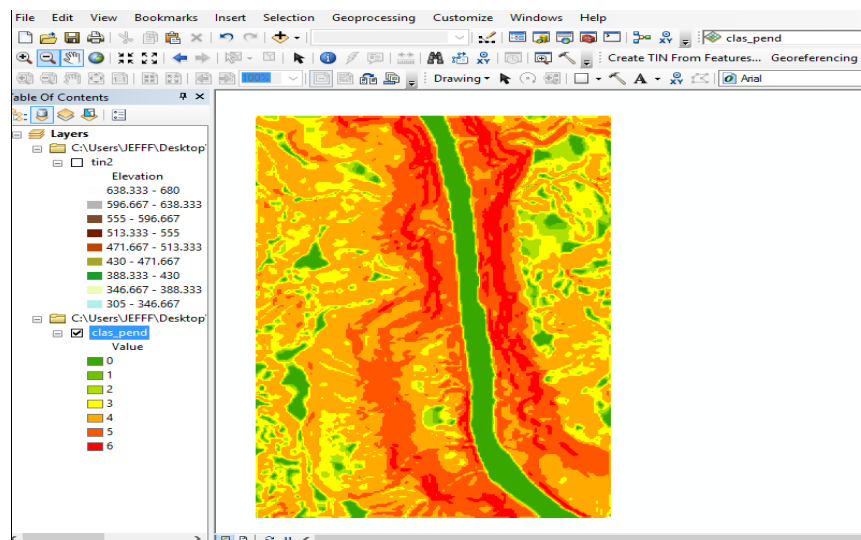 File Edit View Bookmarks Insert Selection Geoprocessing Customize Windows Help
clas_pend
Create TIN From Features... Georeferencing
100% Drawing A Arial
able Of Contents
Layers
C:\Users\JEFFF\Desktop
tin2
Elevation
638.333 - 680
596.667 - 638.333
555 - 596.667
513.333 - 555
471.667 - 513.333
430 - 471.667
388.333 - 430
346.667 - 388.333
305 - 346.667
C:\Users\JEFFF\Desktop
clas_pend
Value
0
1
2
3
4
5
6